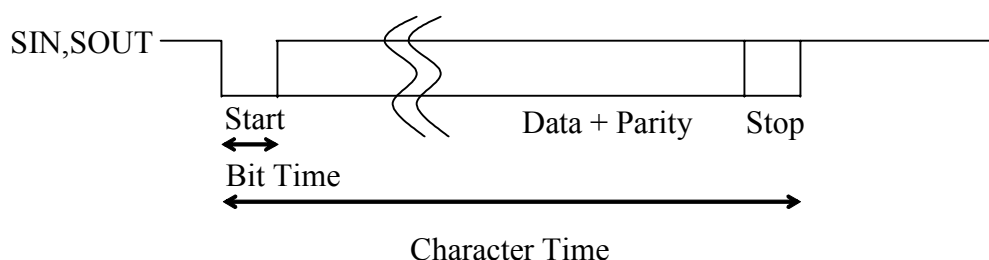 SIN,SOUT
Start
Data + Parity
Stop
Bit Time
Character Time